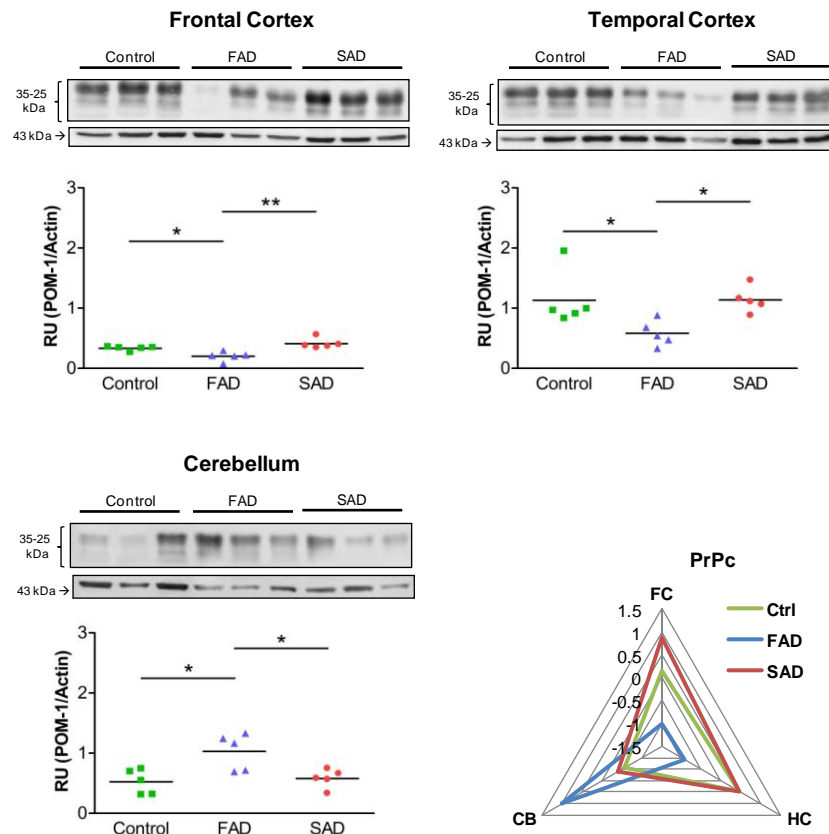 Frontal Cortex
Control FAD SAD
35-25
kDa
43 kDa →
3
2
1
0
RU (POM-1/Actin)
*
**
Control FAD SAD
Temporal Cortex
Control FAD SAD
35-25
kDa
43 kDa →
3
2
1
0
RU (POM-1/Actin)
*
*
Control FAD SAD
Cerebellum
Control FAD SAD
35-25
kDa
43 kDa →
3
2
1
0
RU (POM-1/Actin)
*
*
Control FAD SAD
PrPc
FC
1.5
1
0.5
0
-0.5
-1
-1.5
CB
HC
Ctrl
FAD
SAD